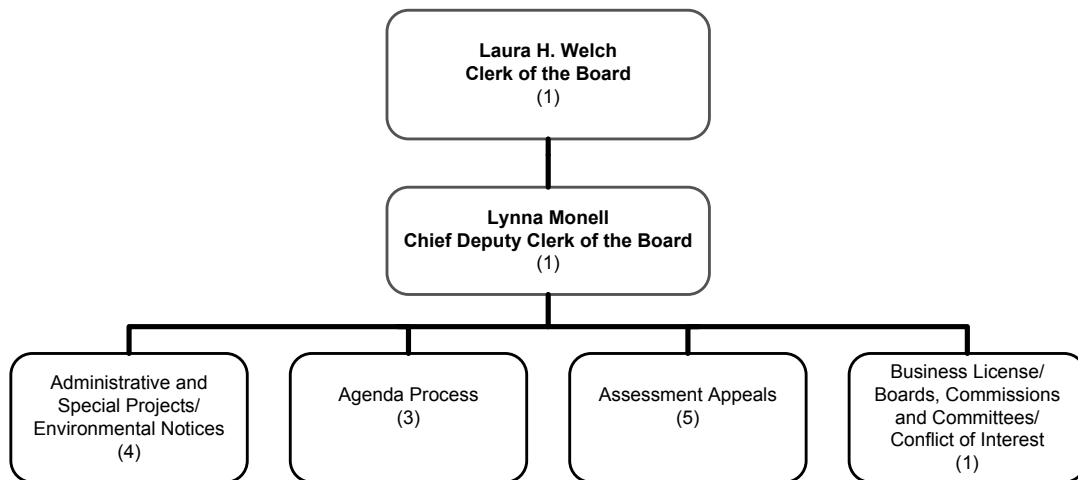 Laura H. Welch
Clerk of the Board
(1)
Lynna Monell
Chief Deputy Clerk of the Board
(1)
Administrative and
Special Projects/
Environmental Notices
(4)
Agenda Process
(3)
Assessment Appeals
(5)
Business License/
Boards, Commissions
and Committees/
Conflict of Interest
(1)